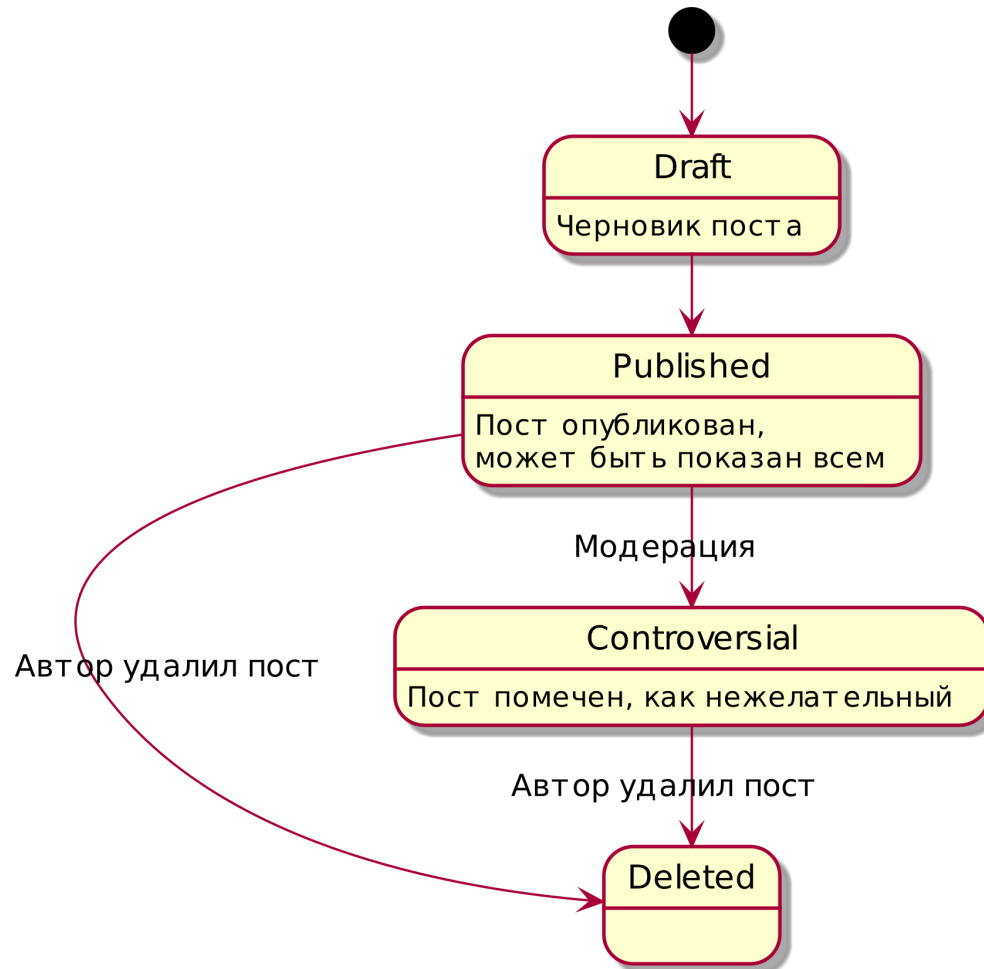 Draft
Черновик поста
Published
Пост опубликован,
может быть показан всем
Модерация
Controversial
Пост помечен, как нежелательный
Автор удалил пост
Автор удалил пост
Deleted